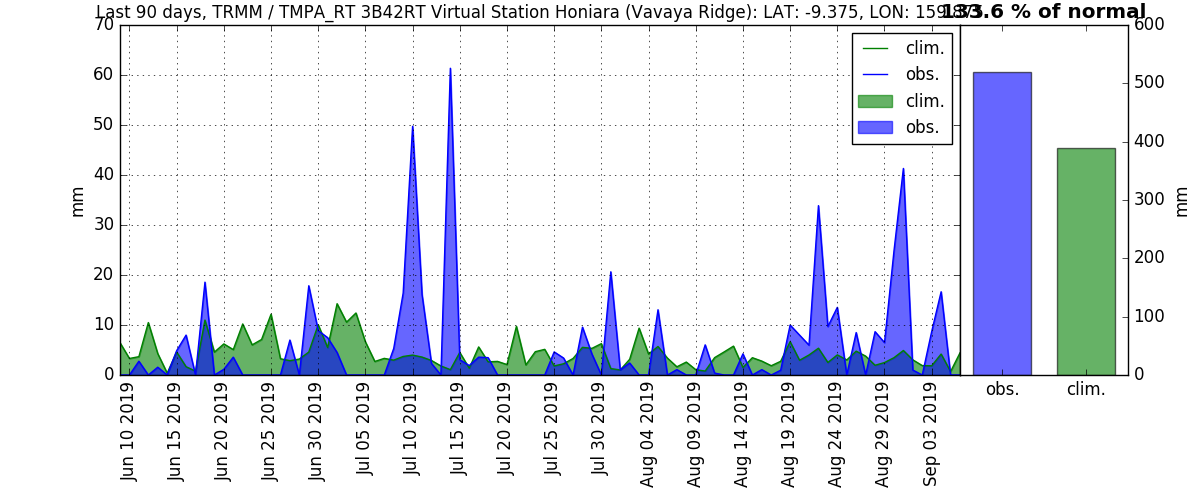 Last 90 days, TRMM / TMPA_RT 3B42RT Virtual Station Honiara (Vavaya Ridge): LAT: -9.375, LON:
133.6 % of normal
70
60
50
40
30
20
10
0
mm
clim.
obs.
clim.
obs.
600
500
400
300
200
100
0
mm
obs.
clim.
Jun 10 2019
Jun 15 2019
Jun 20 2019
Jun 25 2019
Jun 30 2019
Jul 05 2019
Jul 10 2019
Jul 15 2019
Jul 20 2019
Jul 25 2019
Jul 30 2019
Aug 04 2019
Aug 09 2019
Aug 14 2019
Aug 19 2019
Aug 24 2019
Aug 29 2019
Sep 03 2019